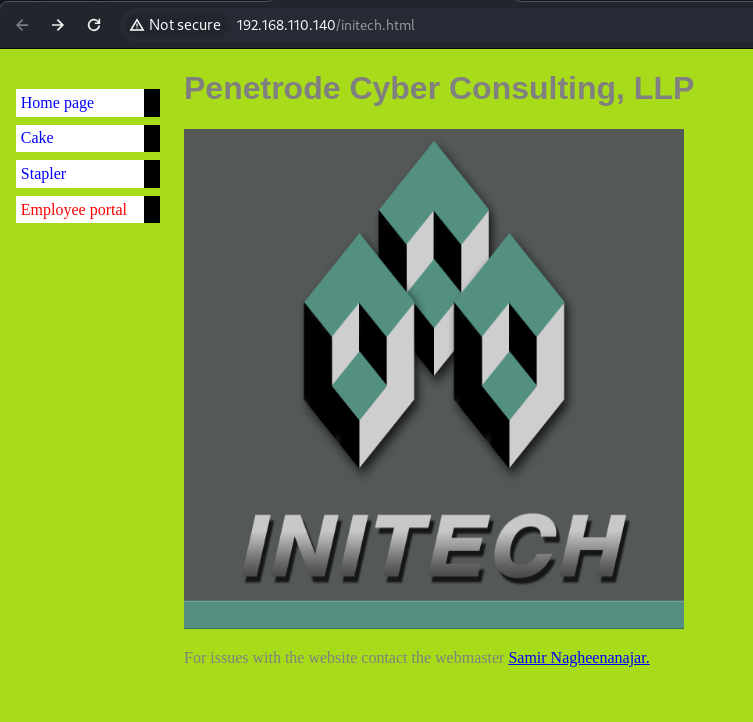 Not secure 192.168.110.140/initech.html
Penetrode Cyber Consulting, LLP
Home page
Cake
Stapler
Employee portal
INITECH
For issues with the website contact the webmaster Samir Nagheenanajar.